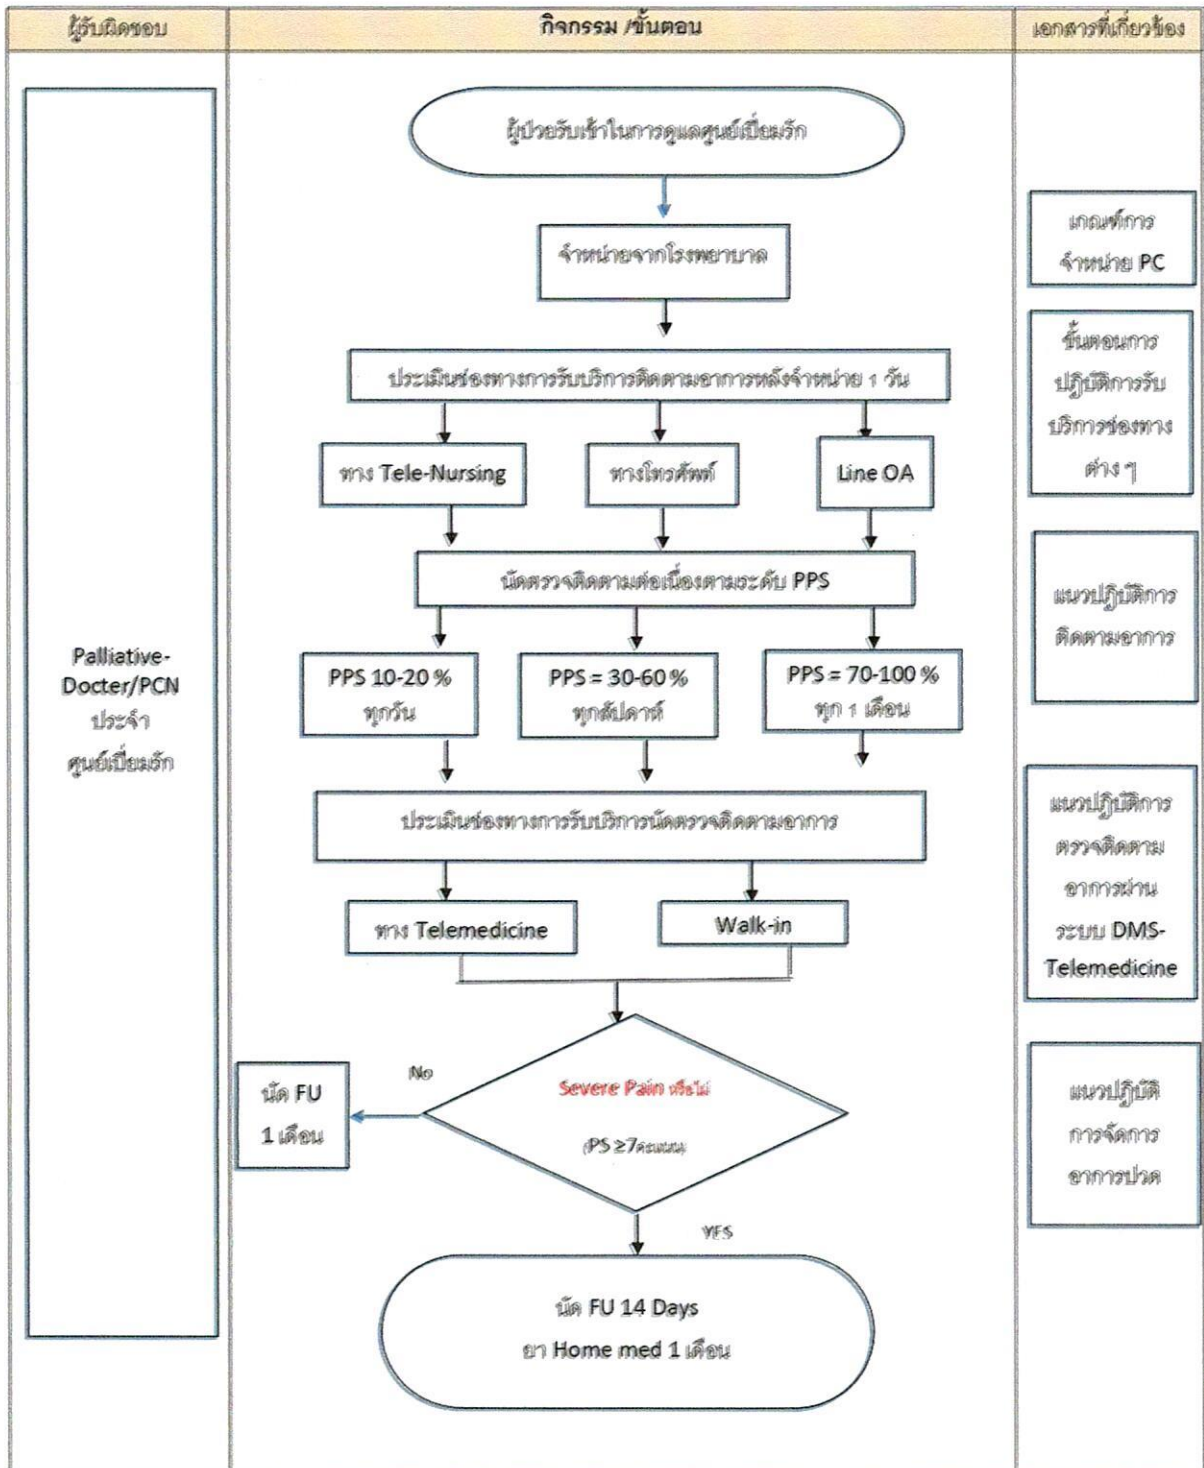 ผู้รับผิดชอบ
กิจกรรม /ขั้นตอน
เอกสารที่เกี่ยวข้อง
ผู้ป่วยรับเข้าในการดูแลศูนย์เปี่ยมรัก
จำหน่ายจากโรงพยาบาล
เกณฑ์การ
จำหน่าย PC
ประเมินช่องทางการรับบริการติดตามอาการหลังจำหน่าย 1 วัน
ขั้นตอนการ
ปฏิบัติการรับ
บริการช่องทาง
ต่าง ๆ
ทาง Tele-Nursing
ทางโทรศัพท์
Line OA
นัดตรวจติดตามต่อเนื่องตามระดับ PPS
แนวปฏิบัติการ
ติดตามอาการ
Palliative-
Docter/PCN
ประจำ
ศูนย์เปี่ยมรัก
PPS 10-20 %
ทุกวัน
PPS = 30-60 %
ทุกสัปดาห์
PPS = 70-100 %
ทุก 1 เดือน
ประเมินช่องทางการรับบริการนัดตรวจติดตามอาการ
แนวปฏิบัติการ
ตรวจติดตาม
อาการผ่าน
ระบบ DMS-
Telemedicine
ทาง Telemedicine
Walk-in
Severe Pain หรือไม่
(PS ≥7คะแนน)
No
นัด FU
1 เดือน
แนวปฏิบัติ
การจัดการ
อาการปวด
YES
นัด FU 14 Days
ยา Home med 1 เดือน